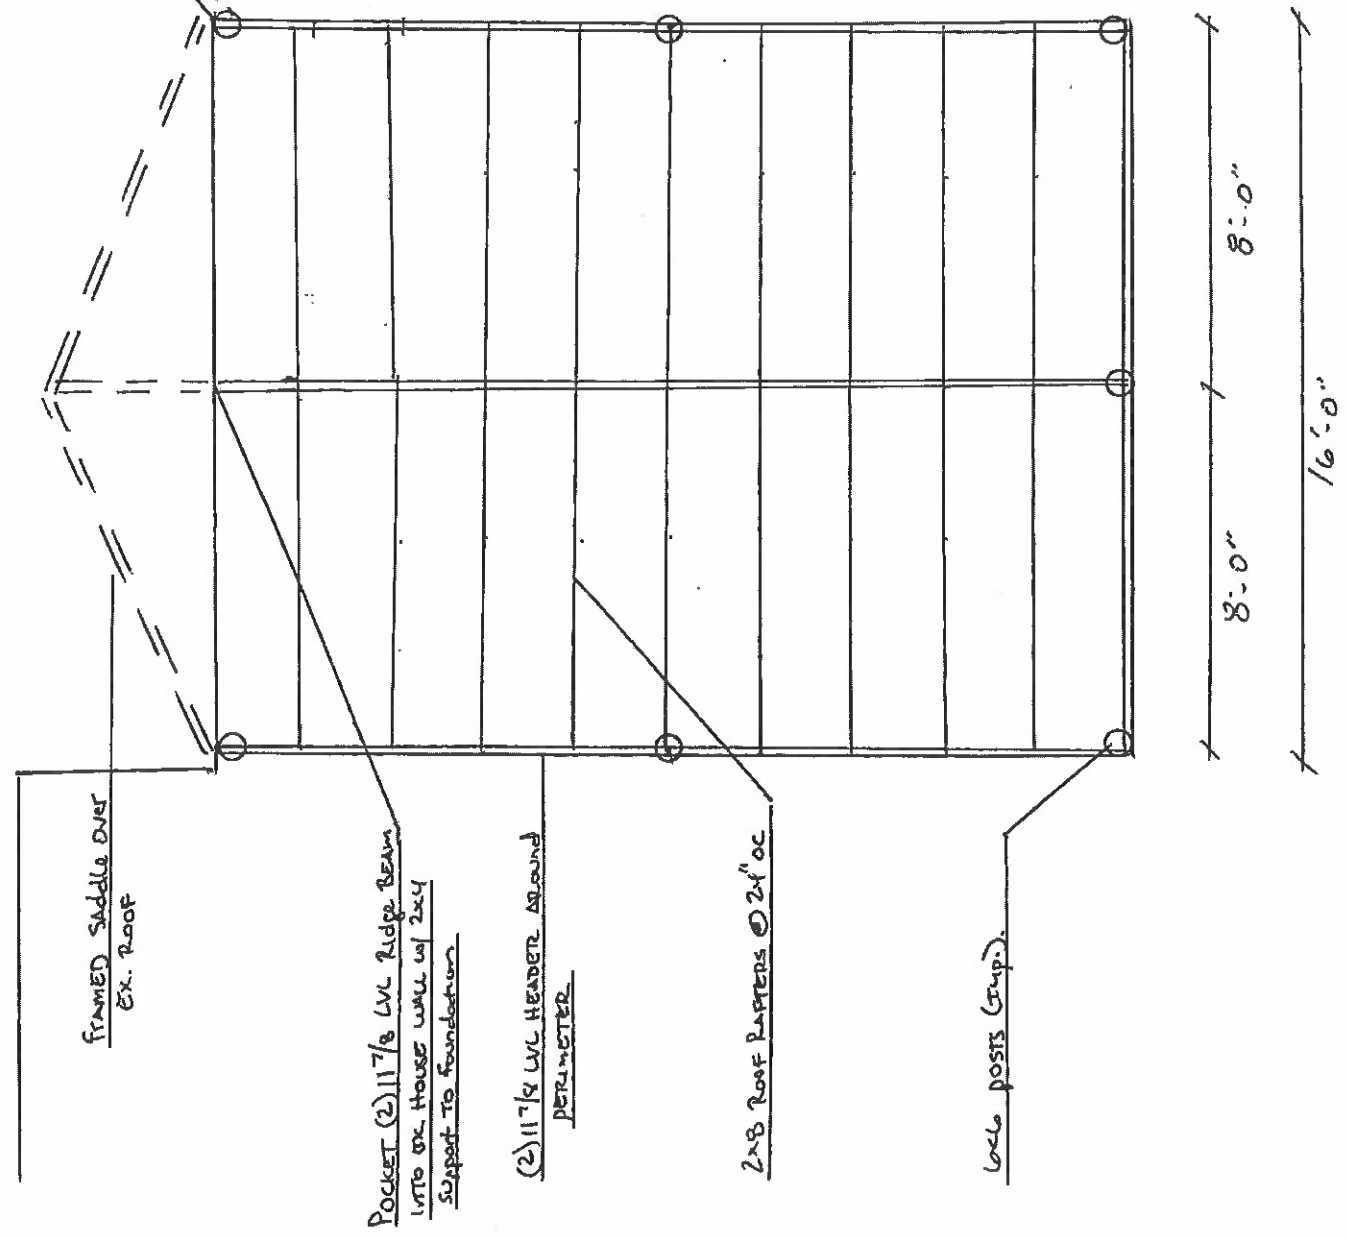 FRAMED SADDLE OVER
EX. ROOF
POCKET (2) 11 7/8 LVL RIDGE BEAM
INTO EX. HOUSE WALL w/ 2x4
SUPPORT TO FOUNDATION
(2) 11 7/8 LVL HEADER AROUND
PERIMETER
2x8 ROOF RAFTERS @ 24" OC
6x6 POSTS (TYP.).
8'-0"
8'-0"
16'-0"